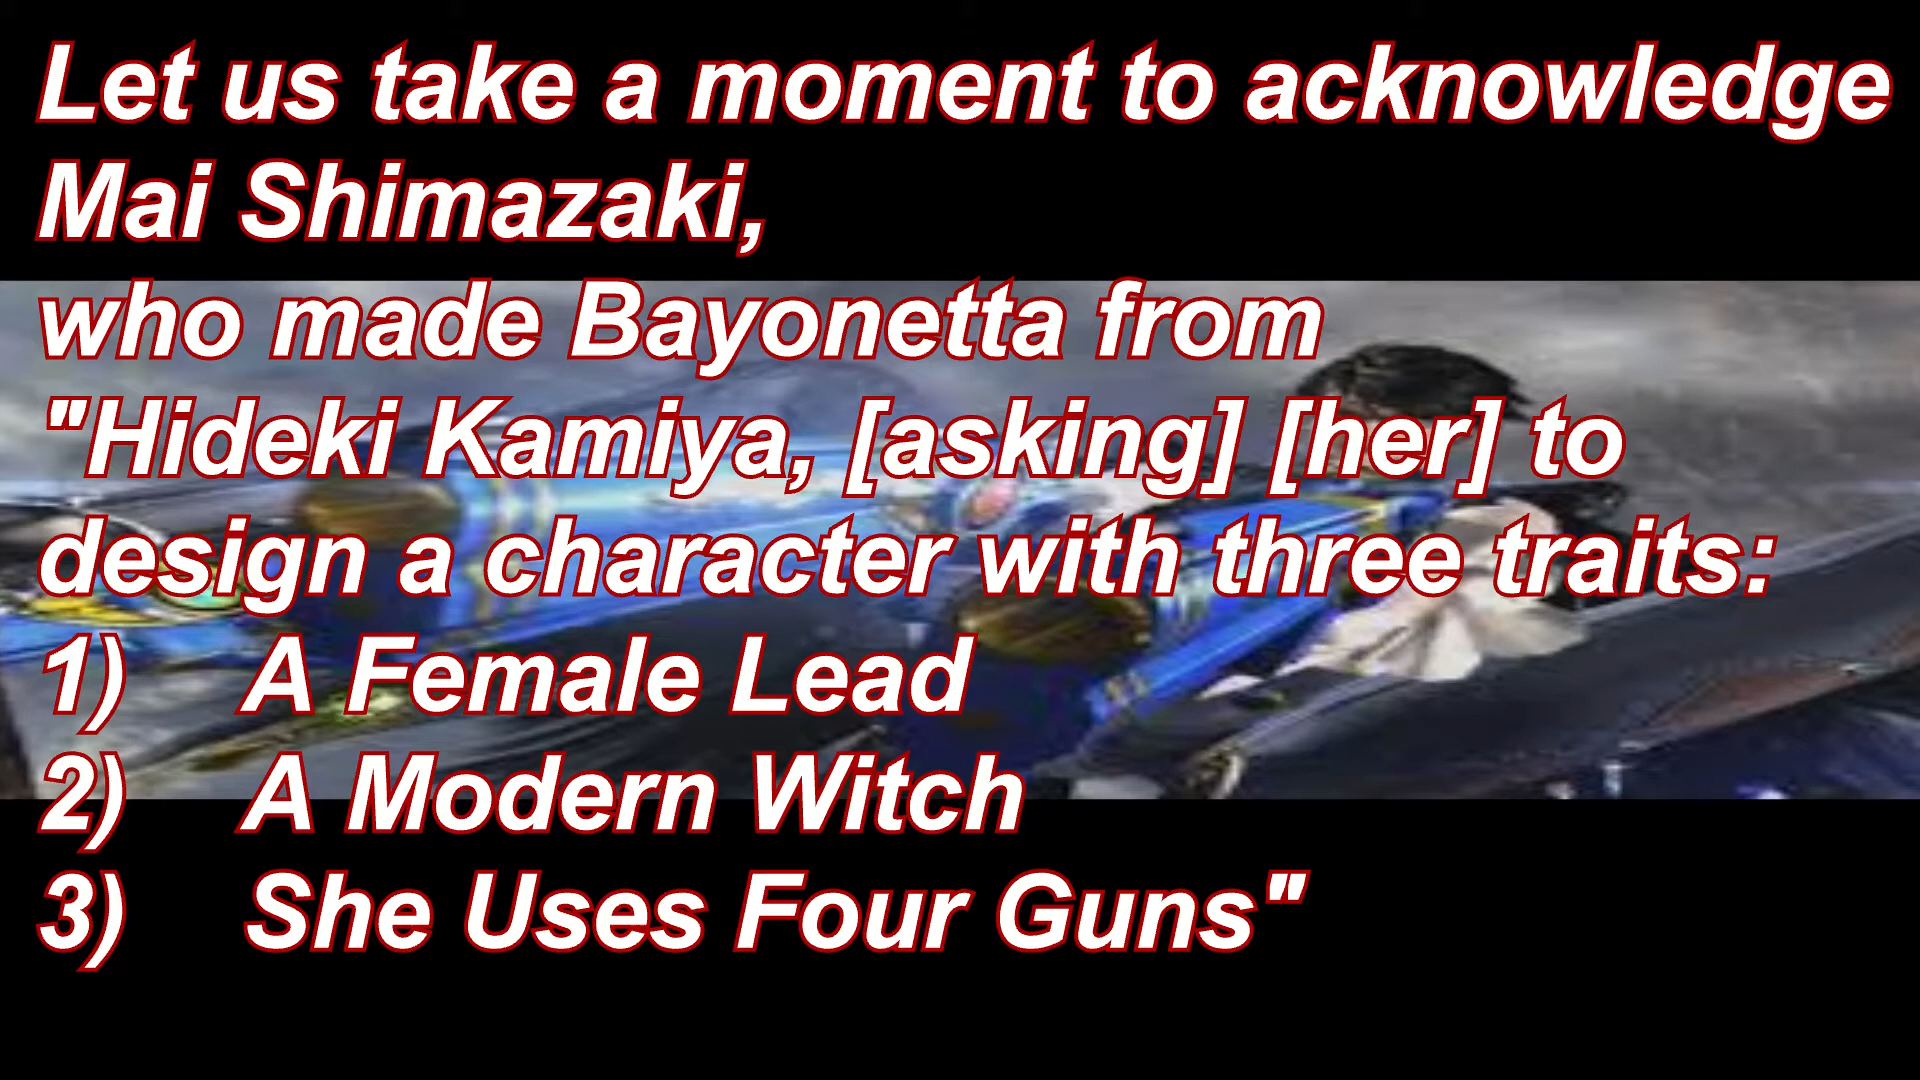 Let us take a moment to acknowledge
Mai Shimazaki,
who made Bayonetta from
"Hideki Kamiya, [asking] [her] to
design a character with three traits:
1) A Female Lead
2) A Modern Witch
3) She Uses Four Guns"